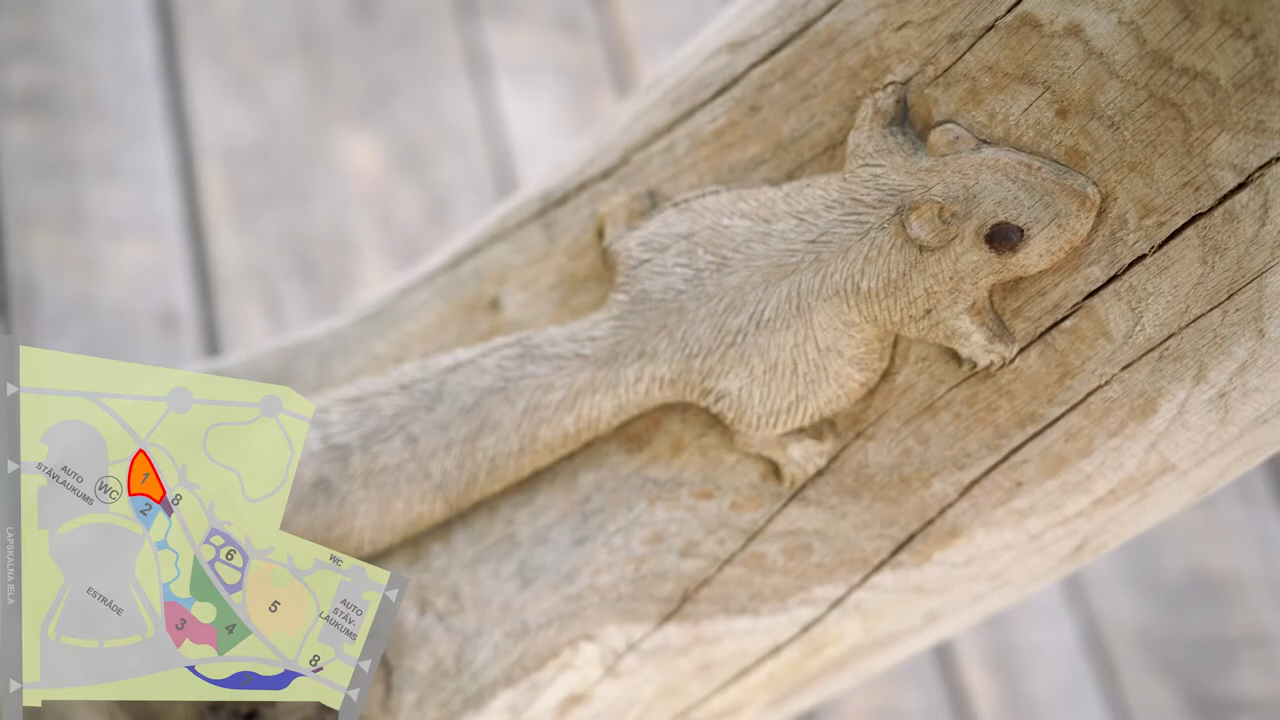 AUTO
STĀVLAUKUMS
WC
1
2
8
LAPSKALNA IELA
ESTRĀDE
6
WC
5
AUTO
STĀV-
LAUKUMS
3
4
8
7